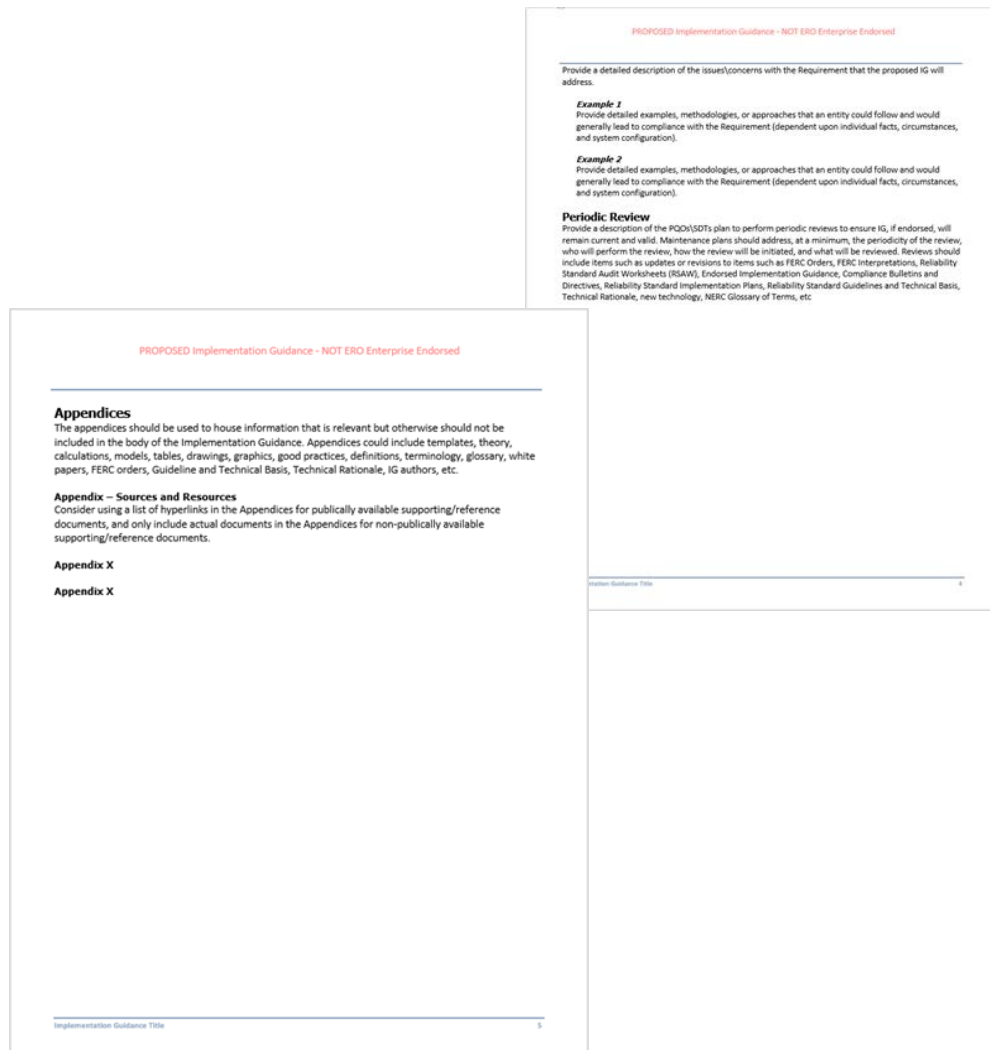 PROPOSED Implementation Guidance - NOT ERO Enterprise Endorsed
Provide a detailed description of the issues\concerns with the Requirement that the proposed IG will
address.
Example 1
Provide detailed examples, methodologies, or approaches that an entity could follow and would
generally lead to compliance with the Requirement (dependent upon individual facts, circumstances,
and system configuration).
Example 2
Provide detailed examples, methodologies, or approaches that an entity could follow and would
generally lead to compliance with the Requirement (dependent upon individual facts, circumstances,
and system configuration).
Periodic Review
Provide a description of the PQOs\SDTs plan to perform periodic reviews to ensure IG, if endorsed, will
remain current and valid. Maintenance plans should address, at a minimum, the periodicity of the review,
who will perform the review, how the review will be initiated, and what will be reviewed. Reviews should
include items such as updates or revisions to items such as FERC Orders, FERC Interpretations, Reliability
Standard Audit Worksheets (RSAW), Endorsed Implementation Guidance, Compliance Bulletins and
Directives, Reliability Standard Implementation Plans, Reliability Standard Guidelines and Technical Basis,
Technical Rationale, new technology, NERC Glossary of Terms, etc
Guidance Title 4
PROPOSED Implementation Guidance - NOT ERO Enterprise Endorsed
Appendices
The appendices should be used to house information that is relevant but otherwise should not be
included in the body of the Implementation Guidance. Appendices could include templates, theory,
calculations, models, tables, drawings, graphics, good practices, definitions, terminology, glossary, white
papers, FERC orders, Guideline and Technical Basis, Technical Rationale, IG authors, etc.
Appendix – Sources and Resources
Consider using a list of hyperlinks in the Appendices for publically available supporting/reference
documents, and only include actual documents in the Appendices for non-publically available
supporting/reference documents.
Appendix X
Appendix X
Implementation Guidance Title 5